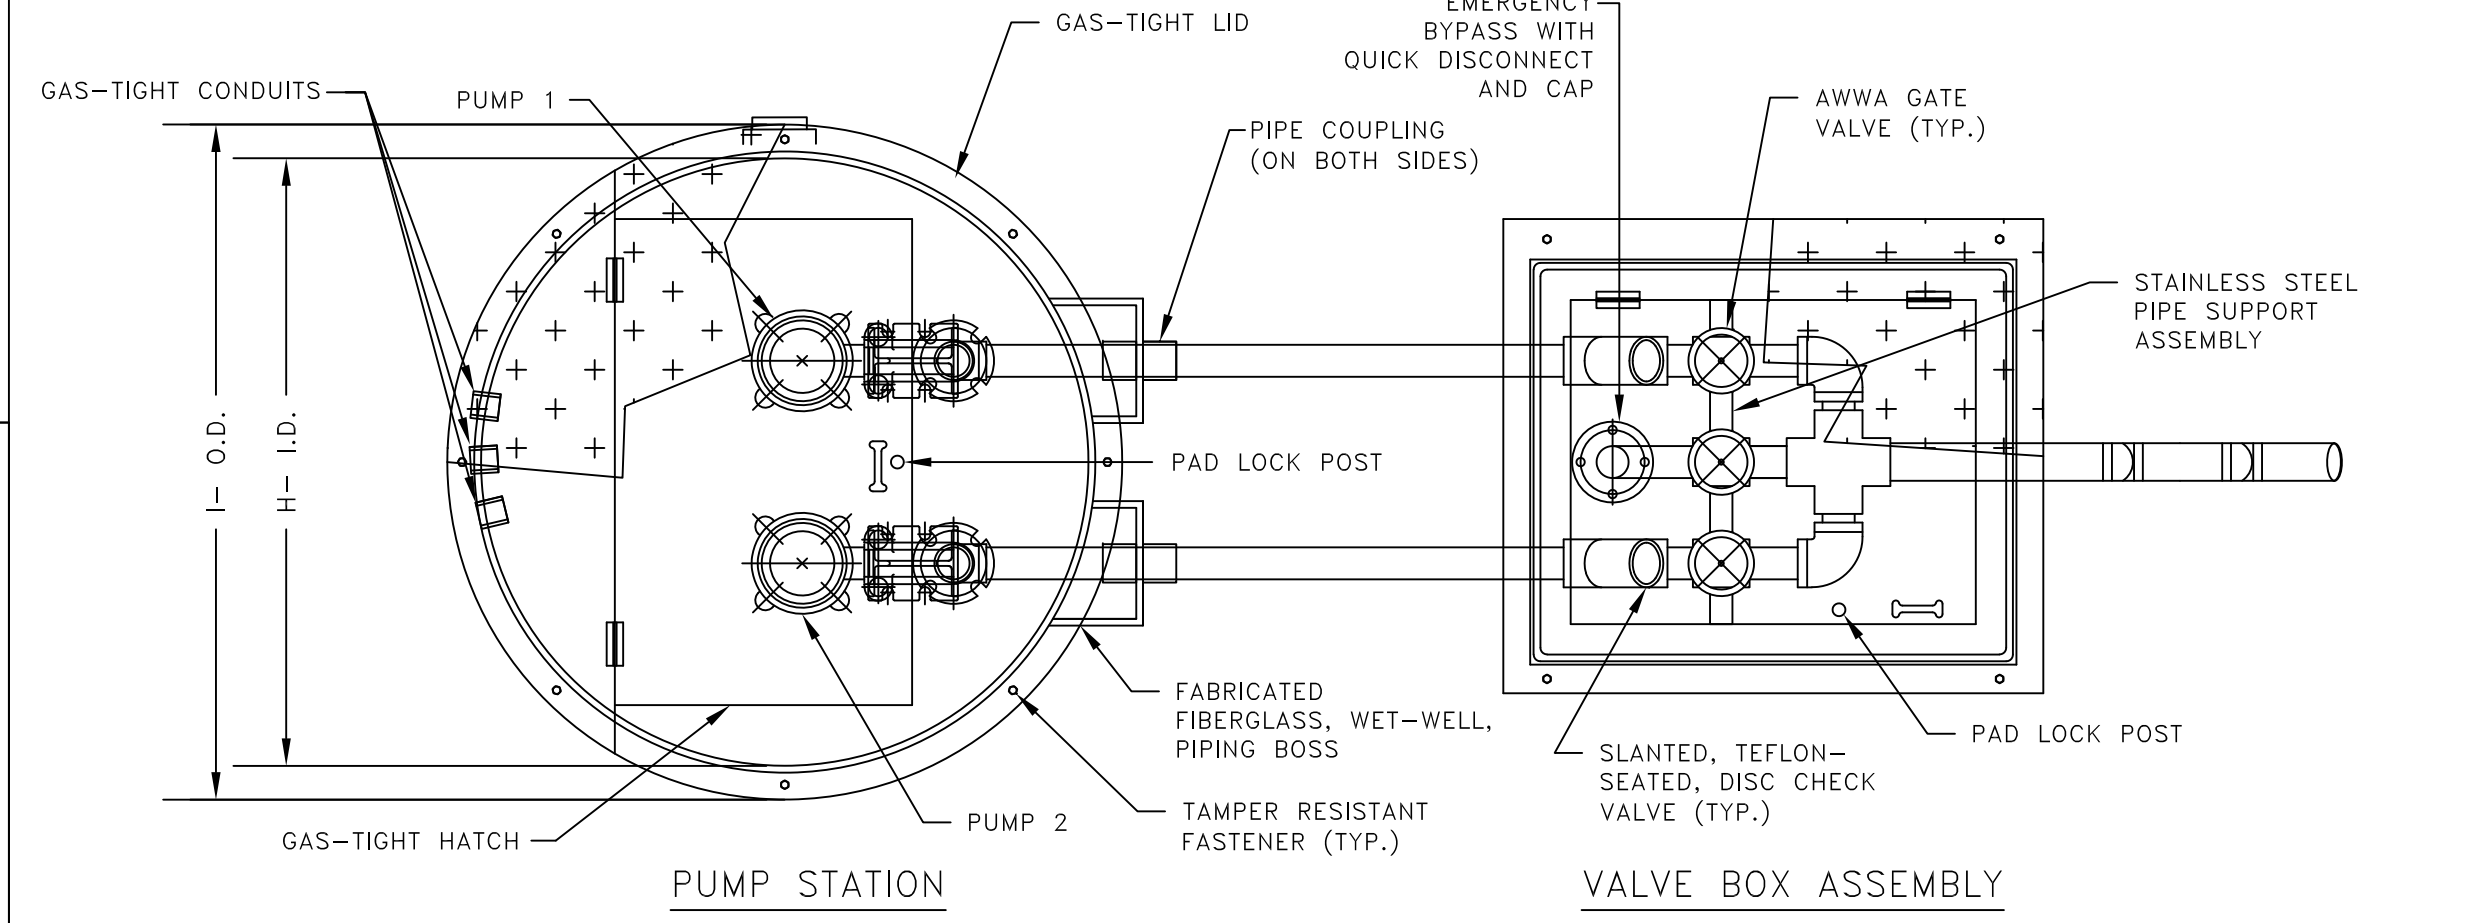 EMERGENCY
BYPASS WITH
QUICK DISCONNECT
AND CAP
GAS-TIGHT LID
GAS-TIGHT CONDUITS
PUMP 1
PIPE COUPLING
(ON BOTH SIDES)
AWWA GATE
VALVE (TYP.)
STAINLESS STEEL
PIPE SUPPORT
ASSEMBLY
I- O.D.
H- I.D.
PAD LOCK POST
FABRICATED
FIBERGLASS, WET-WELL,
PIPING BOSS
PAD LOCK POST
SLANTED, TEFLON-
SEATED, DISC CHECK
VALVE (TYP.)
TAMPER RESISTANT
FASTENER (TYP.)
PUMP 2
GAS-TIGHT HATCH
PUMP STATION
VALVE BOX ASSEMBLY